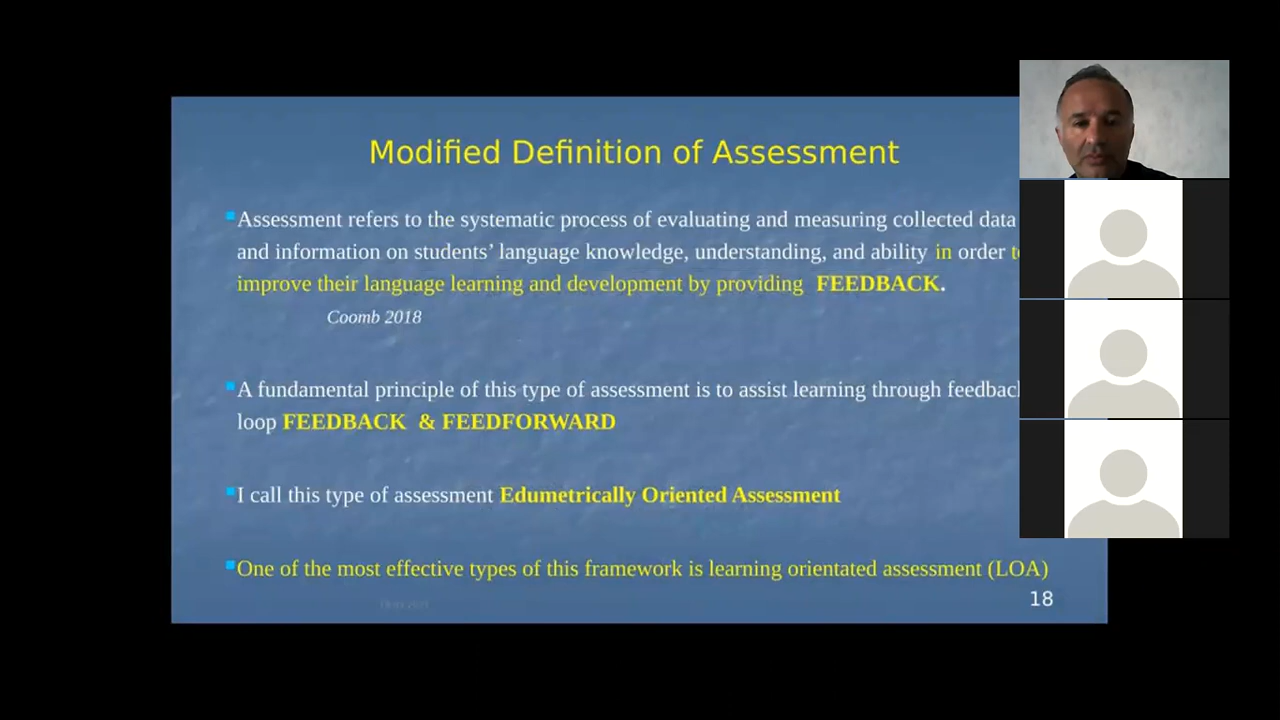 Modified Definition of Assessment
Assessment refers to the systematic process of evaluating and measuring collected data
and information on students’ language knowledge, understanding, and ability in order
improve their language learning and development by providing FEEDBACK.
Coomb 2018
A fundamental principle of this type of assessment is to assist learning through
loop FEEDBACK & FEEDFORWARD
I call this type of assessment Edumetrically Oriented Assessment
One of the most effective types of this framework is learning orientated assessment (LOA)
18